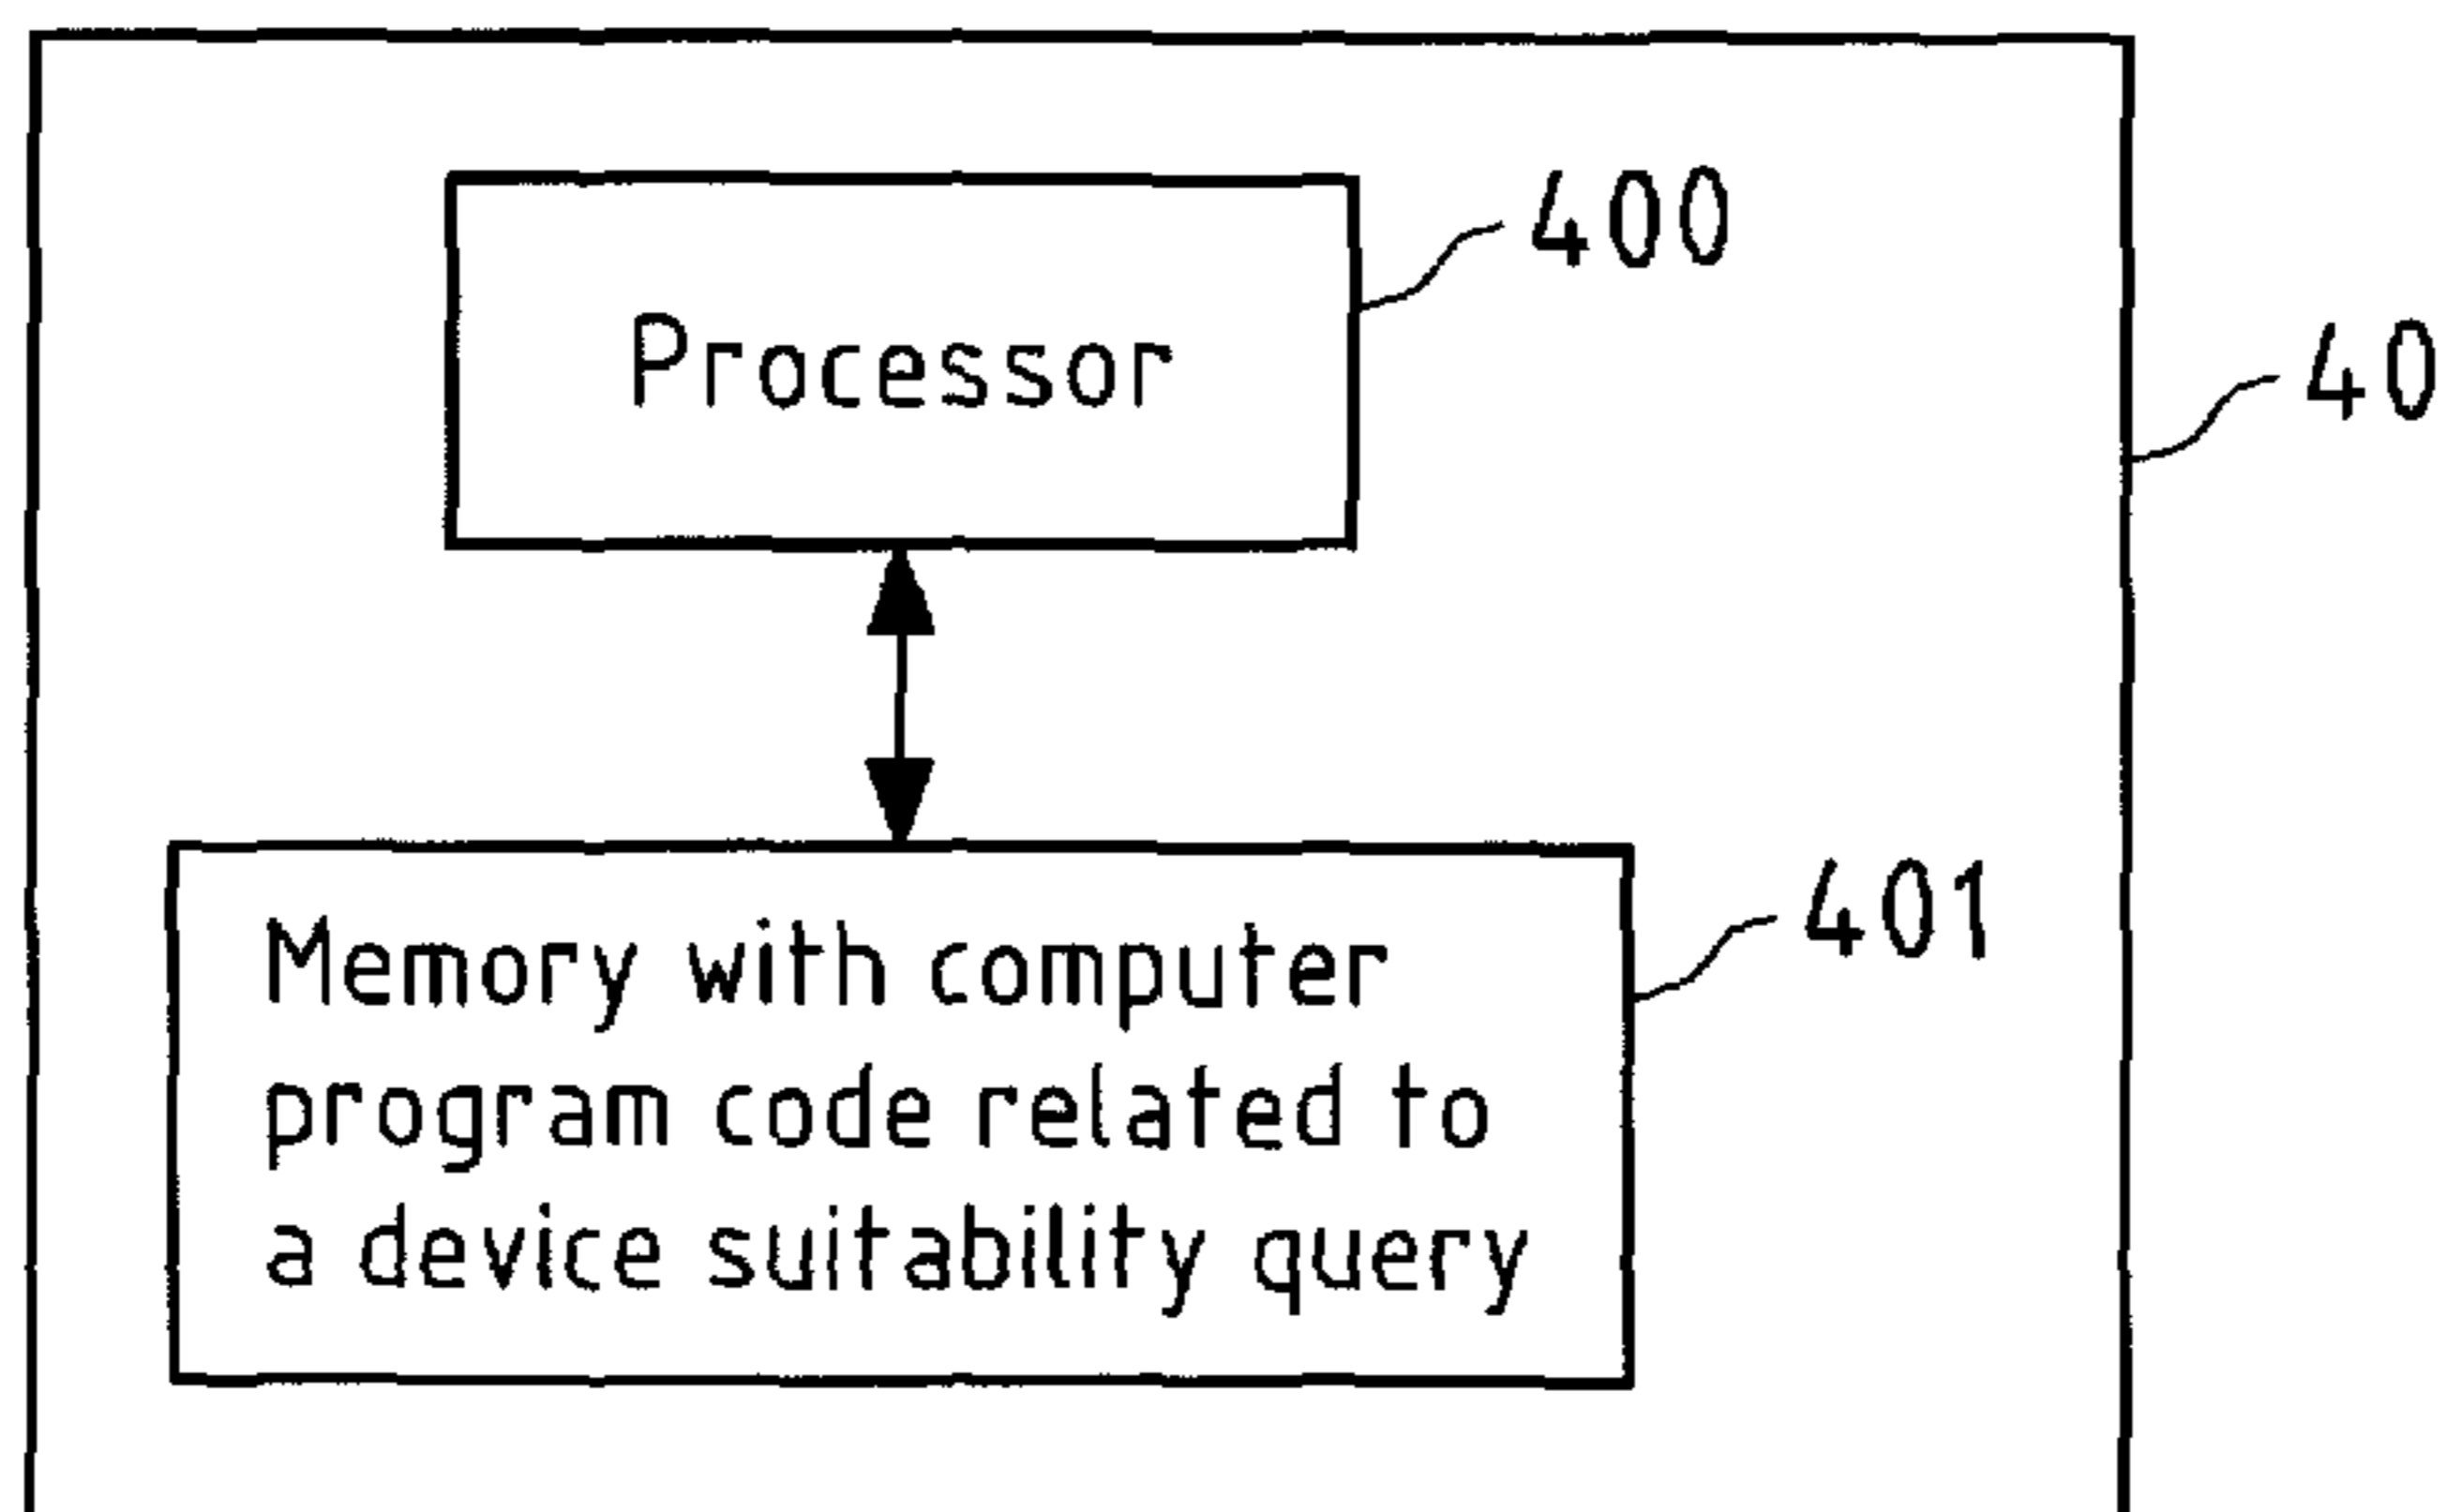 400
Processor
40
401
Memory with computer
program code related to
a device suitability query